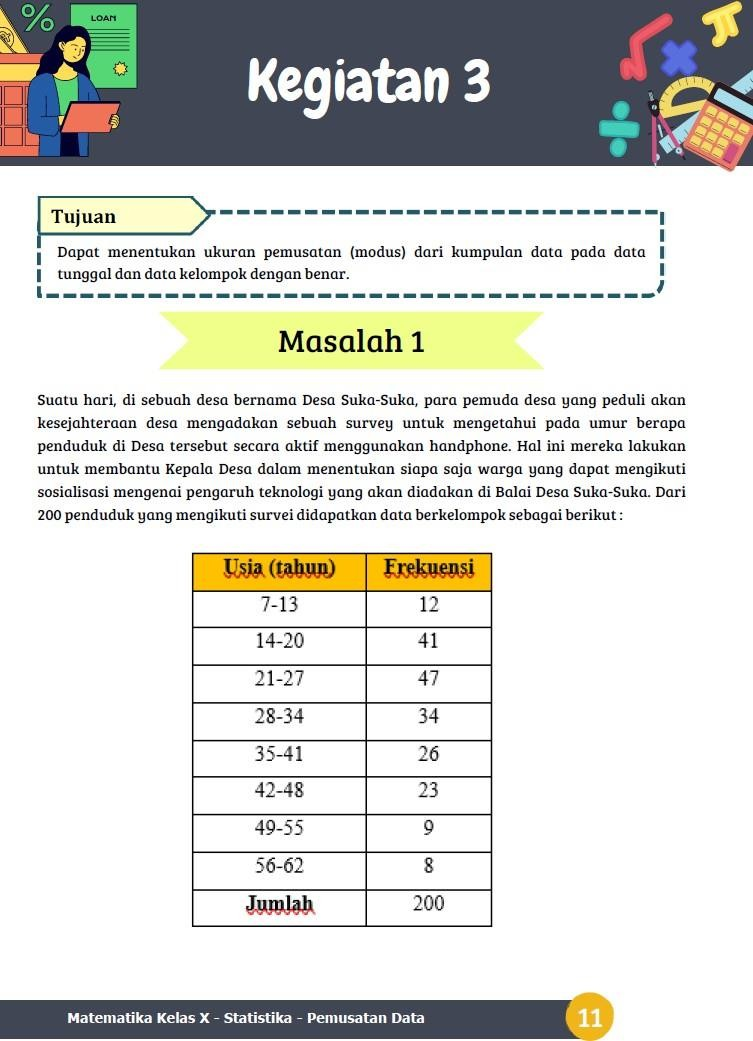 %
LOAN
Kegiatan 3
√
π
×
÷
Tujuan
Dapat menentukan ukuran pemusatan (modus) dari kumpulan data pada data
tunggal dan data kelompok dengan benar.
Masalah 1
Suatu hari, di sebuah desa bernama Desa Suka-Suka, para pemuda desa yang peduli akan
kesejahteraan desa mengadakan sebuah survey untuk mengetahui pada umur berapa
penduduk di Desa tersebut secara aktif menggunakan handphone. Hal ini mereka lakukan
untuk membantu Kepala Desa dalam menentukan siapa saja warga yang dapat mengikuti
sosialisasi mengenai pengaruh teknologi yang akan diadakan di Balai Desa Suka-Suka. Dari
200 penduduk yang mengikuti survei didapatkan data berkelompok sebagai berikut :
Usia (tahun) Frekuensi
7-13 12
14-20 41
21-27 47
28-34 34
35-41 26
42-48 23
49-55 9
56-62 8
Jumlah 200
Matematika Kelas X - Statistika - Pemusatan Data
11